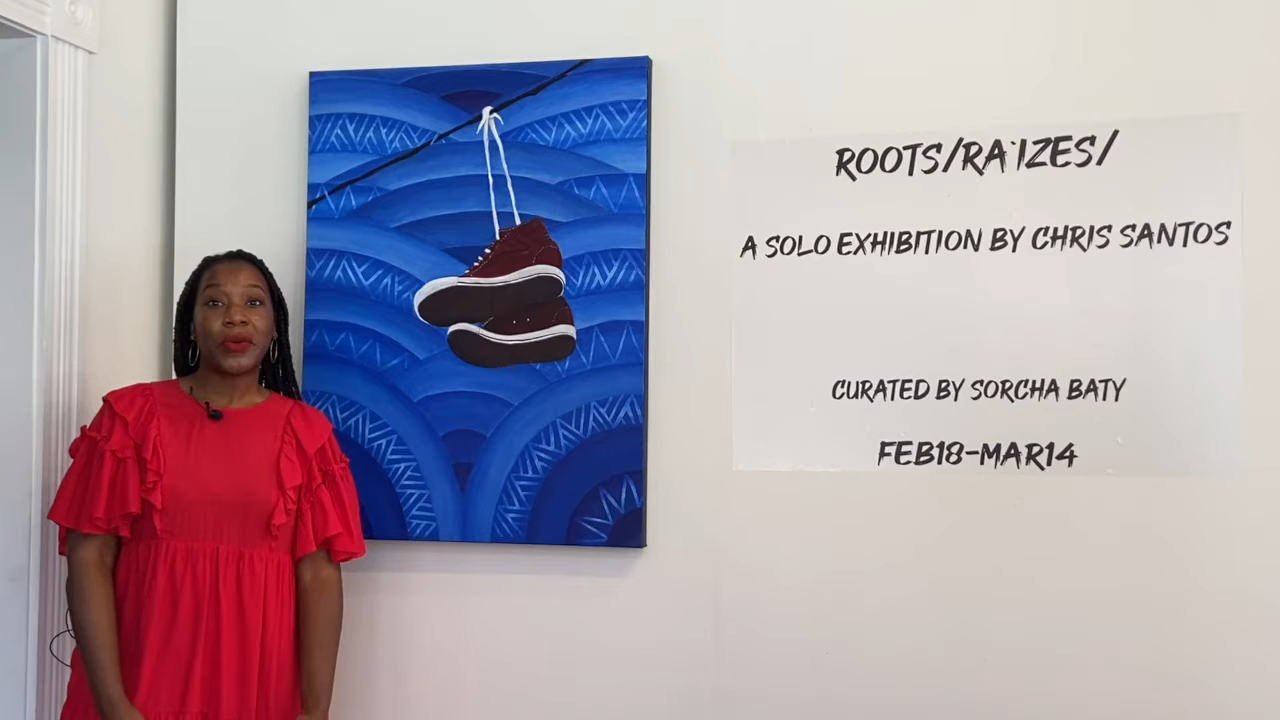 ROOTS/RAÍZES/
A SOLO EXHIBITION BY CHRIS SANTOS
CURATED BY SORCHA BATY
FEB18-MAR14